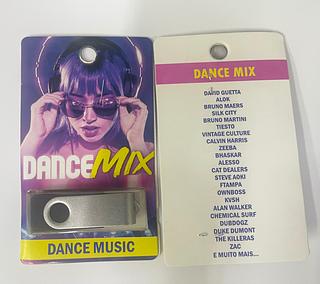 DANCE MIX
DANCE MUSIC
DANCE MIX
DAVID GUETTA
ALOK
BRUNO MAERS
SILK CITY
BRUNO MARTINI
TIESTO
VINTAGE CULTURE
CALVIN HARRIS
ZEEBA
BHASKAR
ALESSO
CAT DEALERS
STEVE AOKI
FTAMPA
OWNBOSS
KVSH
ALAN WALKER
CHEMICAL SURF
DUBDOGZ
DUKE DUMONT
THE KILLERAS
ZAC
E MUITO MAIS...